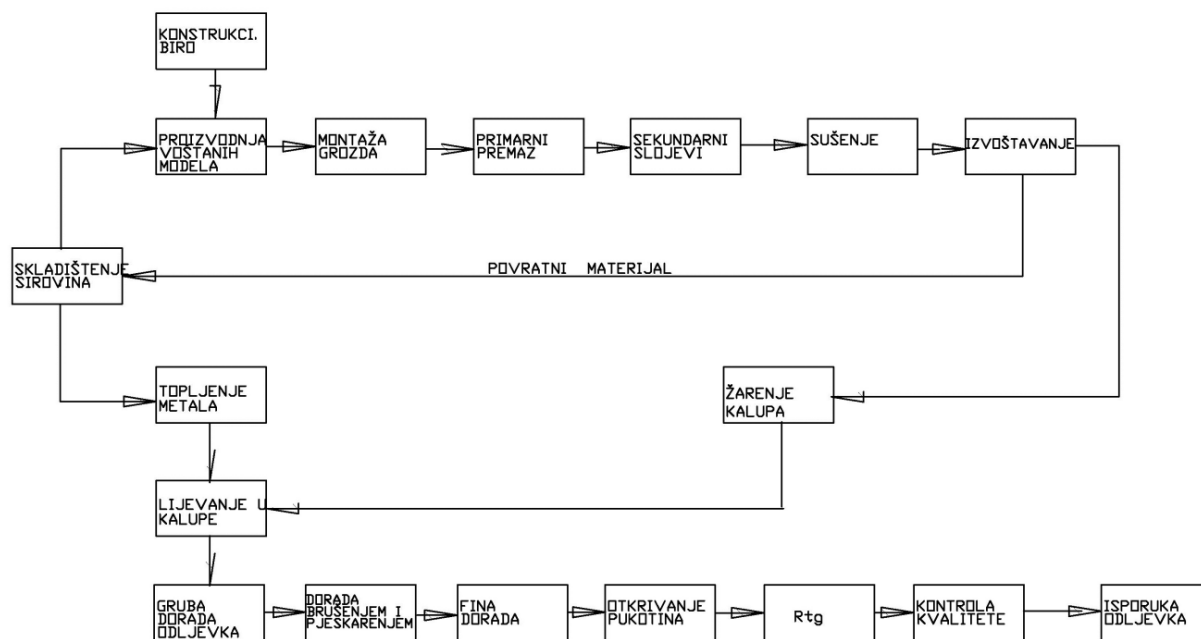 KONSTRUKCI.
BIRO
PROIZVODNJA
VOŠTANIH
MODELA
MONTAŽA
GROZDA
PRIMARNI
PREMAZ
SEKUNDARNI
SLOJEVI
SUŠENJE
IZVOŠTAVANJE
SKLADIŠTENJE
SIROVINA
POVRATNI MATERIJAL
TOPLJENJE
METALA
ŽARENJE
KALUPA
LIJEVANJE U
KALUPE
GRUBA
DORADA
ODLJEVKA
DORADA
BRUŠENJEM I
PJESKARENJEM
FINA
DORADA
OTKRIVANJE
PUKOTINA
Rtg
KONTROLA
KVALITETE
ISPORUKA
ODLJEVKA